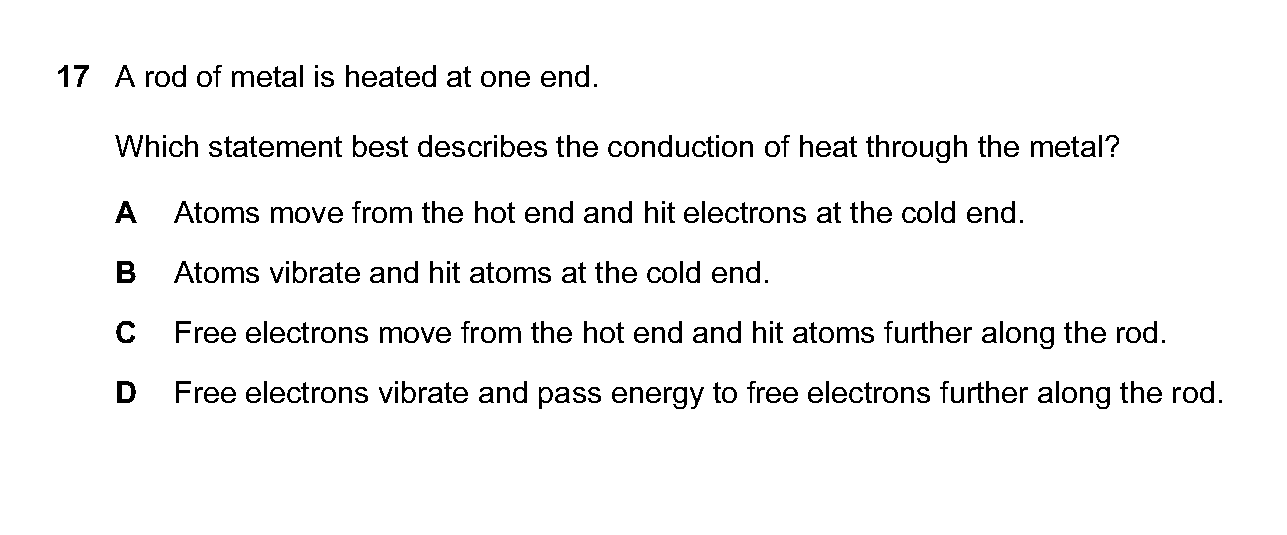 17 A rod of metal is heated at one end.
Which statement best describes the conduction of heat through the metal?
A Atoms move from the hot end and hit electrons at the cold end.
B Atoms vibrate and hit atoms at the cold end.
C Free electrons move from the hot end and hit atoms further along the rod.
D Free electrons vibrate and pass energy to free electrons further along the rod.